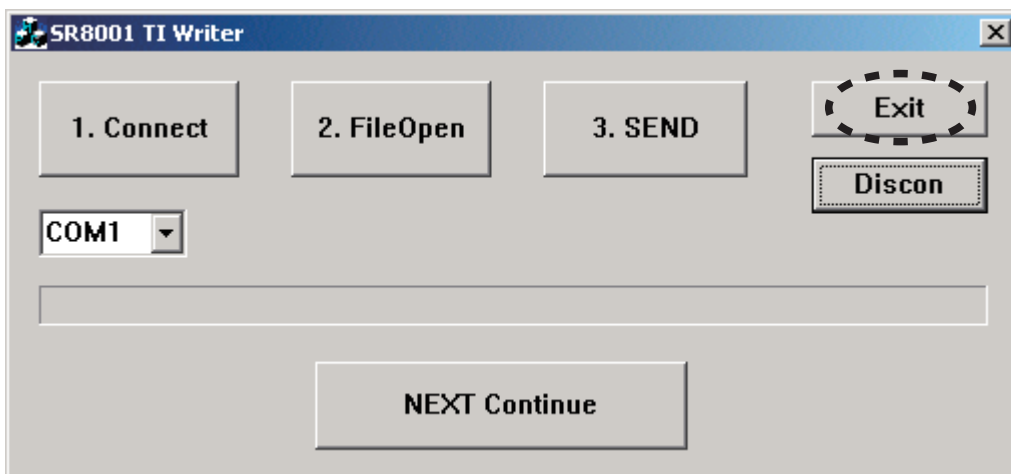 SR8001 TI Writer
1. Connect
2. FileOpen
3. SEND
Exit
Discon
COM1
NEXT Continue